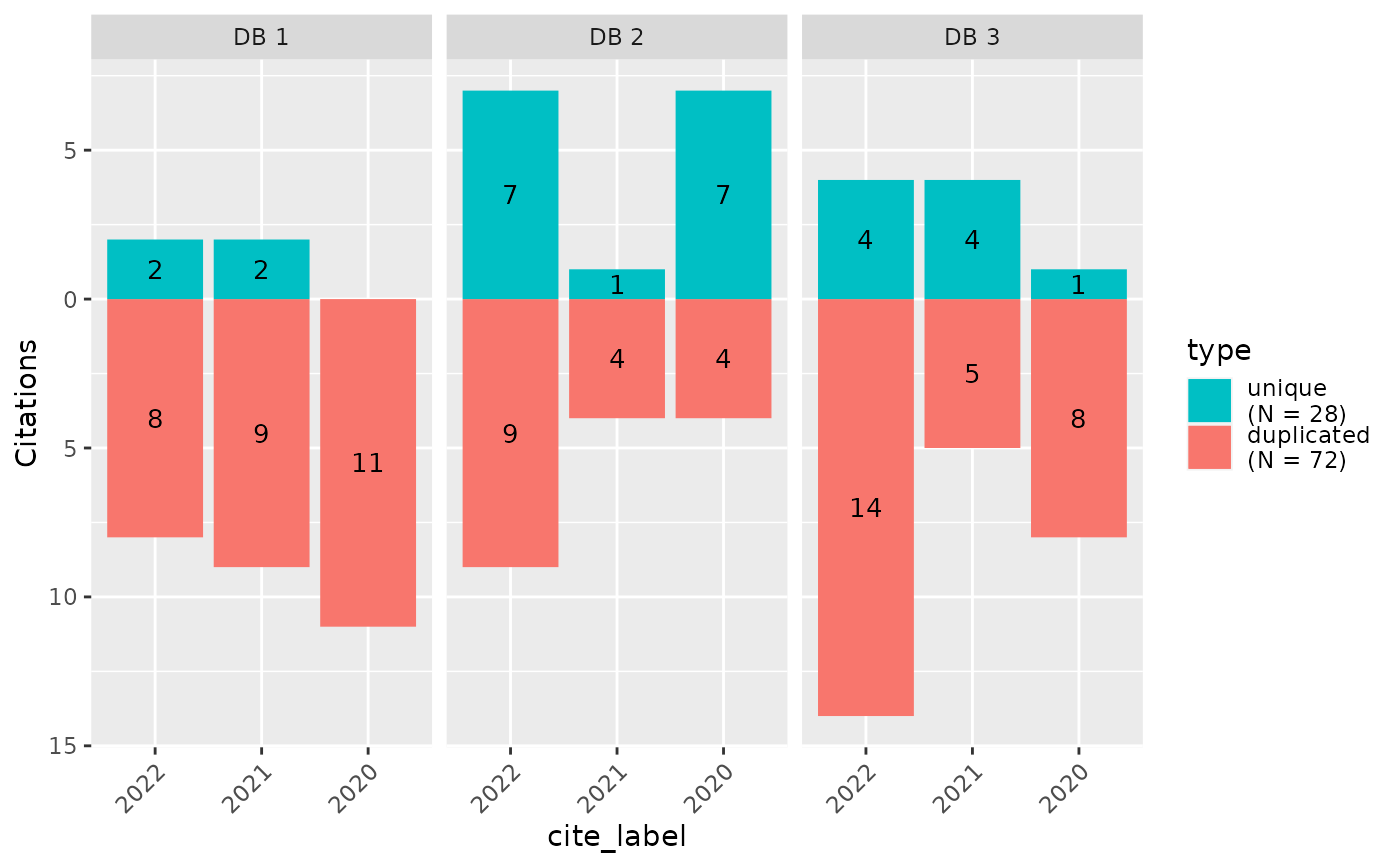 DB 1 DB 2 DB 3
5
0
5
10
15
Citations
2 2
8 9 11
7 1 7
9 4 4
4 4 1
14 5 8
2022 2021 2020 2022 2021 2020 2022 2021 2020
cite_label
type
unique
(N = 28)
duplicated
(N = 72)